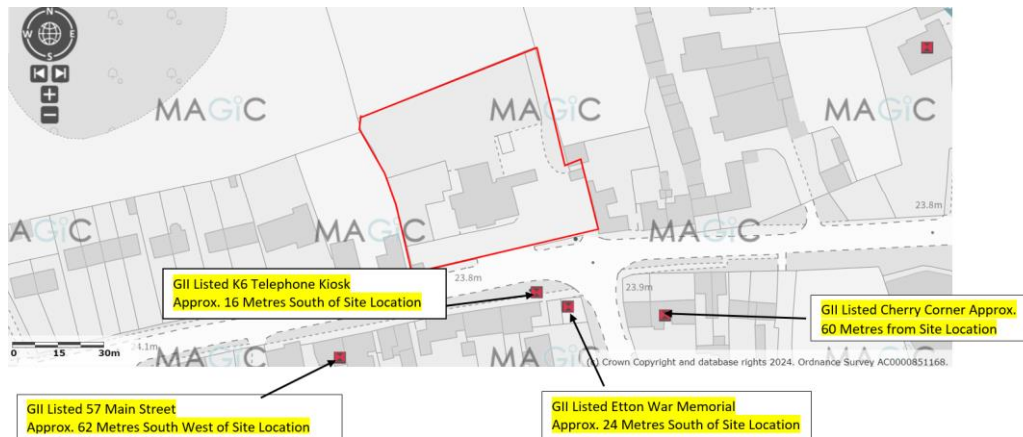 N
W E
S
MAGiC
MAGiC
MAGiC
23.8m
AGiC
MAGiC
MAGiC
GII Listed K6 Telephone Kiosk
Approx. 16 Metres South of Site Location
23.8m
23.9m
GII Listed Cherry Corner Approx.
60 Metres from Site Location
0 15 30m
MAGiC
MAGiC
(c) Crown Copyright and database rights 2024. Ordnance Survey AC0000851168.
GII Listed 57 Main Street
Approx. 62 Metres South West of Site Location
GII Listed Etton War Memorial
Approx. 24 Metres South of Site Location